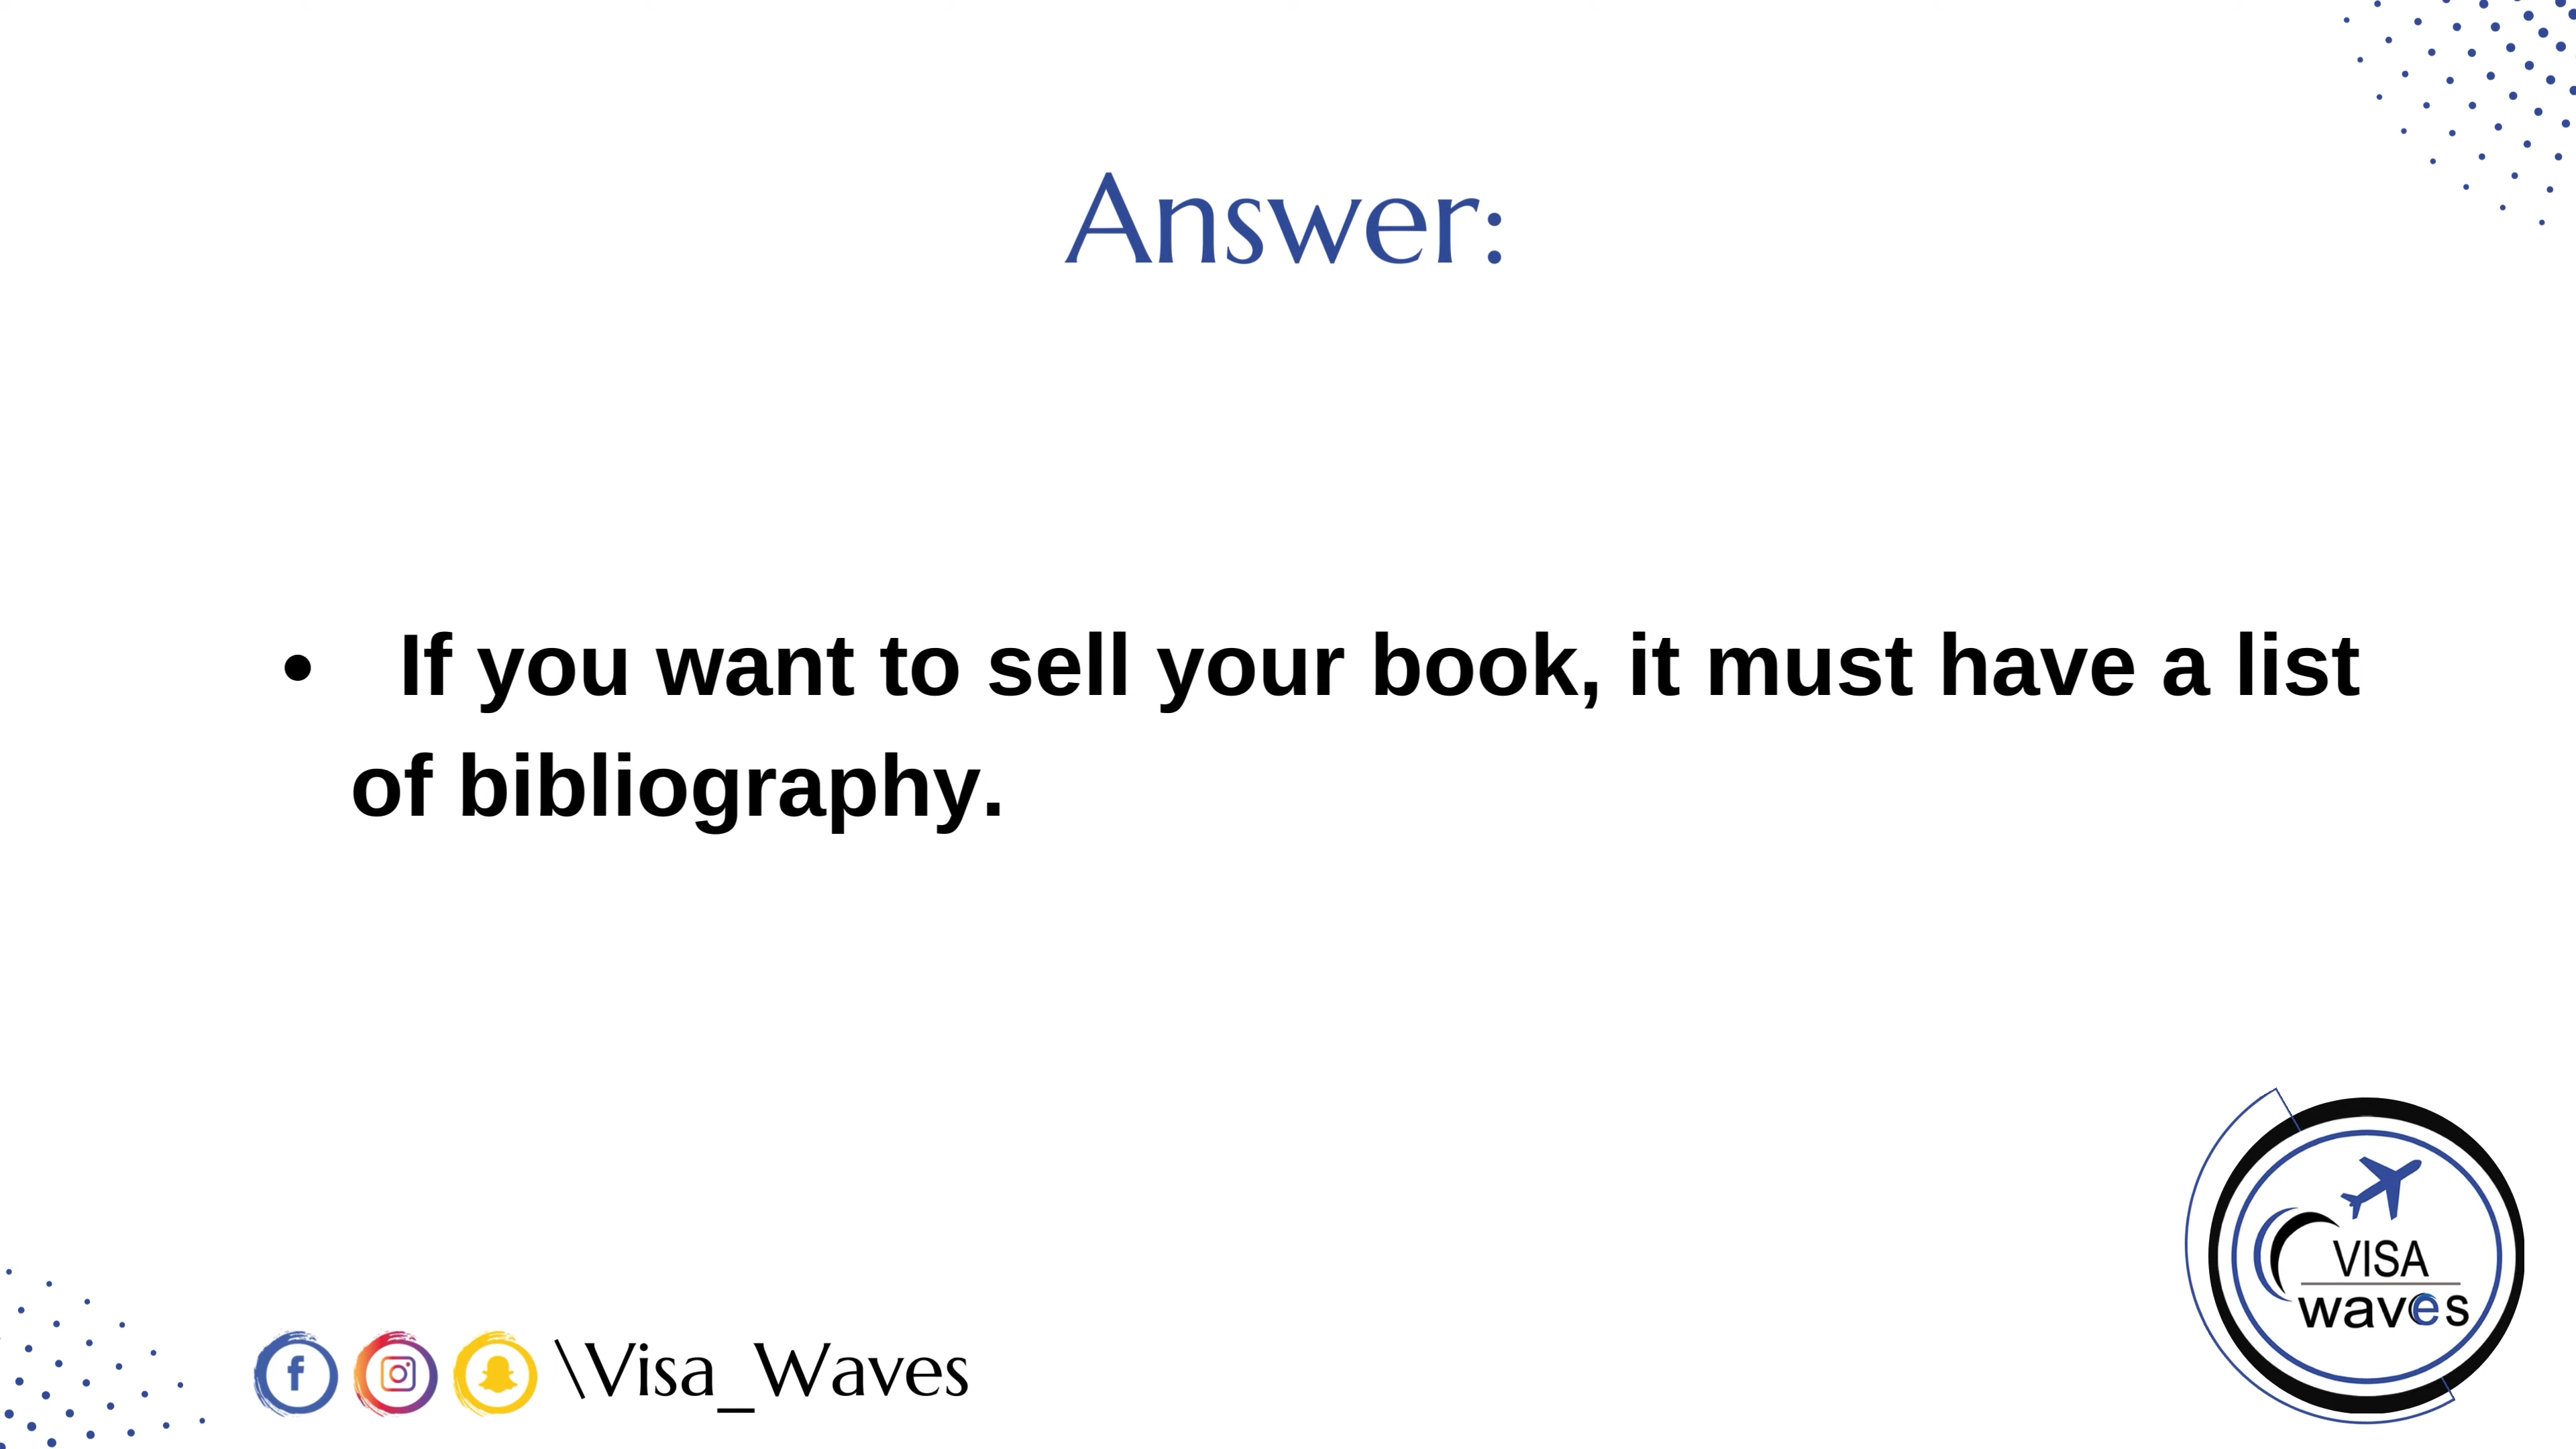 Answer:
• If you want to sell your book, it must have a list
of bibliography.
VISA
waves
\Visa_Waves